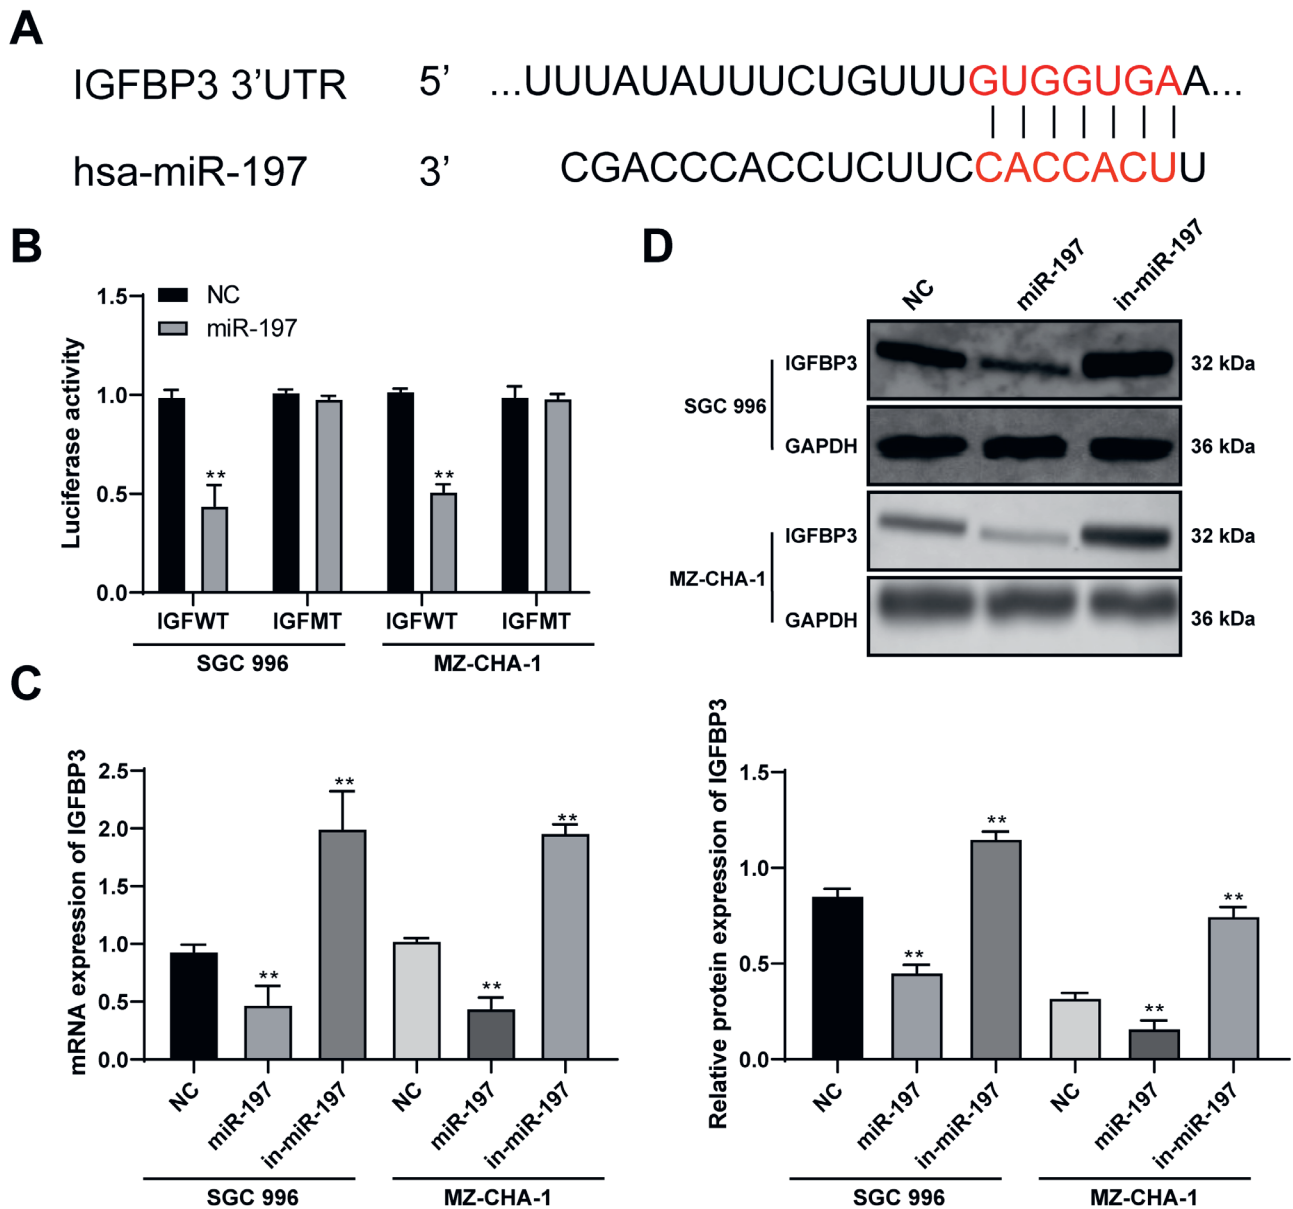 A
IGFBP3 3’UTR 5’ ...UUUAUAUUUCUGUUUGUGGUGAA...
hsa-miR-197 3’ CGACCCACCUCUUCCACCACUU
B
NC
miR-197
Luciferase activity
1.5
1.0
0.5
0.0
**
**
IGFWT IGFMT IGFWT IGFMT
SGC 996 MZ-CHA-1
D
NC miR-197 in-miR-197
SGC 996
IGFBP3 32 kDa
GAPDH 36 kDa
MZ-CHA-1
IGFBP3 32 kDa
GAPDH 36 kDa
C
mRNA expression of IGFBP3
2.5
2.0
1.5
1.0
0.5
0.0
** ** ** **
NC miR-197 in-miR-197 NC miR-197 in-miR-197
SGC 996 MZ-CHA-1
Relative protein expression of IGFBP3
1.5
1.0
0.5
0.0
** ** ** **
NC miR-197 in-miR-197 NC miR-197 in-miR-197
SGC 996 MZ-CHA-1